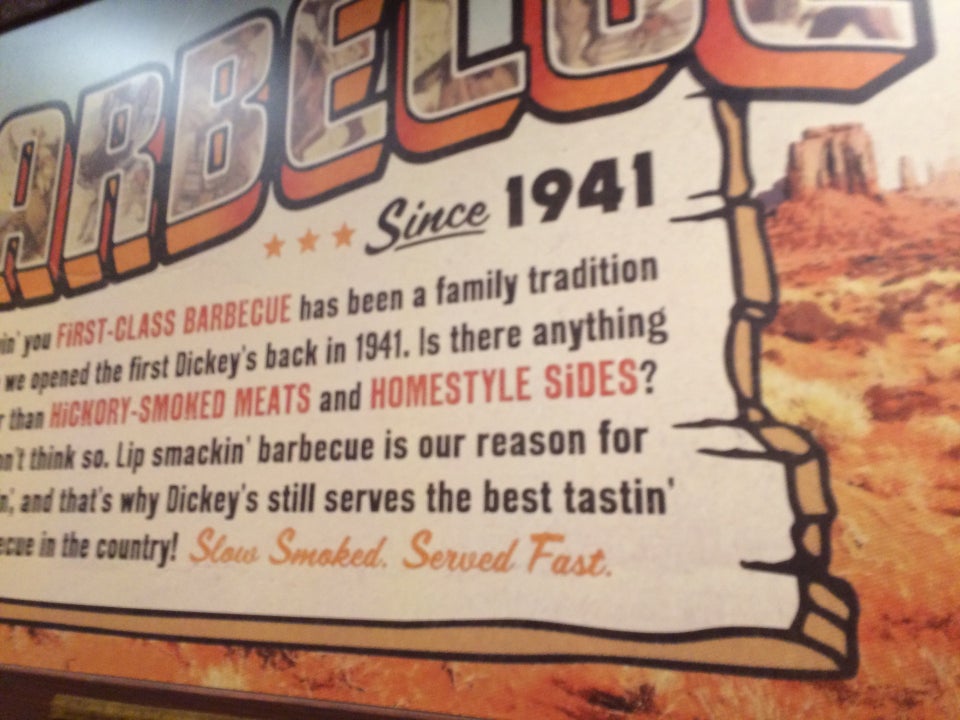 ARBECUE
Since 1941
you FiRST-CLASS BARBECUE has been a family tradition
we opened the first Dickey's back in 1941. Is there anything
than HiCKORY-SMOKED MEATS and HOMESTYLE SiDES?
think so. Lip smackin' barbecue is our reason for
and that's why Dickey's still serves the best tastin'
in the country! Slow Smoked. Served Fast.